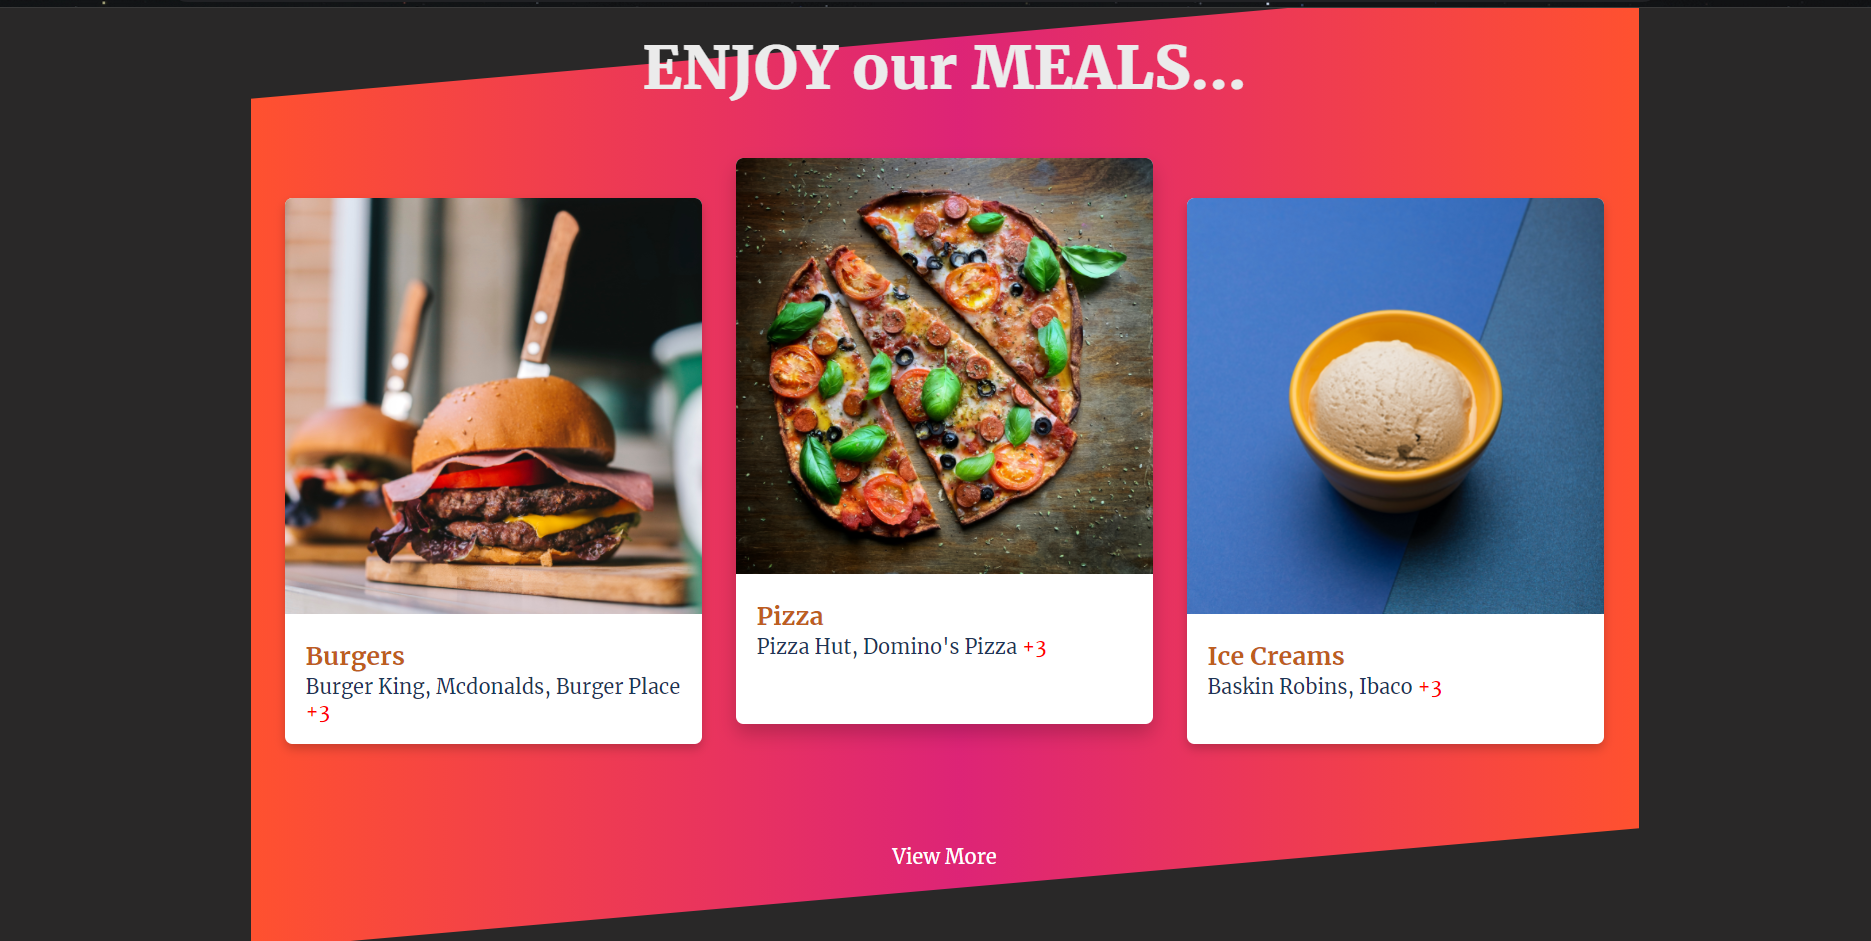 ENJOY our MEALS...
Burgers
Burger King, Mcdonalds, Burger Place
+3
Pizza
Pizza Hut, Domino's Pizza +3
Ice Creams
Baskin Robins, Ibaco +3
View More